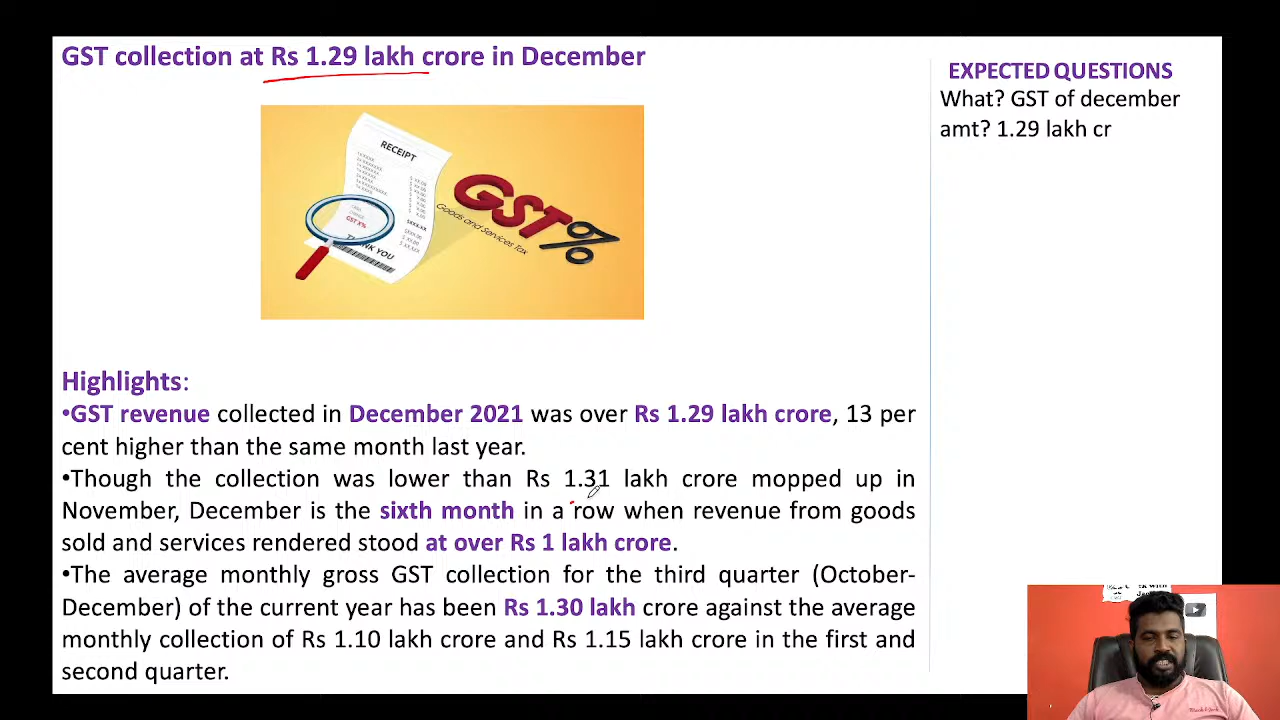 GST collection at Rs 1.29 lakh crore in December
EXPECTED QUESTIONS
What? GST of december
amt? 1.29 lakh cr
RECEIPT
THANK YOU
GST%
Goods and Services Tax
Highlights:
•GST revenue collected in December 2021 was over Rs 1.29 lakh crore, 13 per
cent higher than the same month last year.
•Though the collection was lower than Rs 1.31 lakh crore mopped up in
November, December is the sixth month in a row when revenue from goods
sold and services rendered stood at over Rs 1 lakh crore.
•The average monthly gross GST collection for the third quarter (October-
December) of the current year has been Rs 1.30 lakh crore against the average
monthly collection of Rs 1.10 lakh crore and Rs 1.15 lakh crore in the first and
second quarter.